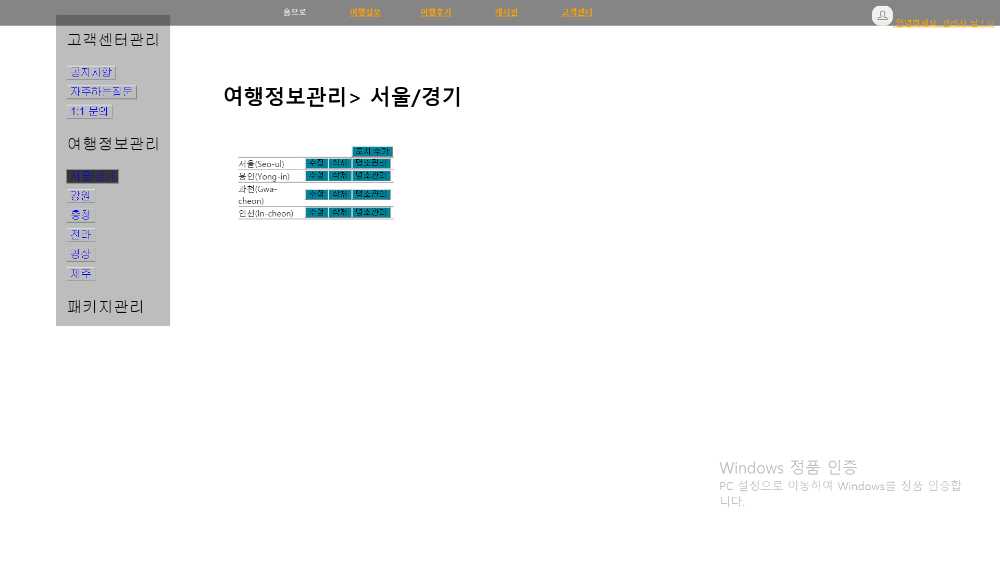 홈으로 여행정보 여행후기 게시판 고객센터
안녕하세요. 관리자 님 ! ▽
고객센터관리
공지사항
자주하는질문
1:1 문의
여행정보관리
서울/경기
강원
충청
전라
경상
제주
패키지관리
여행정보관리> 서울/경기
도시 추가
서울(Seo-ul) 수정 삭제 명소관리
용인(Yong-in) 수정 삭제 명소관리
과천(Gwa-
cheon) 수정 삭제 명소관리
인천(In-cheon) 수정 삭제 명소관리
Windows 정품 인증
PC 설정으로 이동하여 Windows를 정품 인증합
니다.